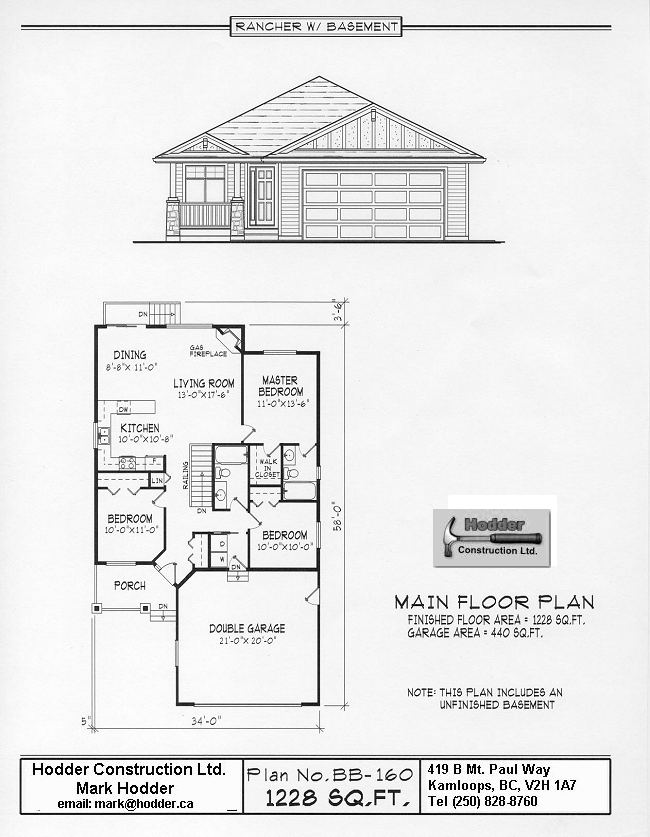 RANCHER W/ BASEMENT
DN
3'-6"
GAS
FIREPLACE
DINING
8'-8" X 11'-0"
LIVING ROOM
13'-0"X17'-6"
MASTER
BEDROOM
11'-0"X13'-6"
DW
KITCHEN
10'-0"X10'-8"
F
LIN
RAILING
DN
WALK
IN
CLOSET
BEDROOM
10'-0"X11'-0"
BEDROOM
10'-0"X10'-0"
58'-0"
D
W
DN
PORCH
DN
DOUBLE GARAGE
21'-0" X 20'-0"
5"
34'-0"
Hodder
Construction Ltd.
MAIN FLOOR PLAN
FINISHED FLOOR AREA = 1228 SQ.FT.
GARAGE AREA = 440 SQ.FT.
NOTE: THIS PLAN INCLUDES AN
UNFINISHED BASEMENT
Hodder Construction Ltd.
Mark Hodder
email: mark@hodder.ca
Plan No. BB-160
1228 SQ.FT.
419 B Mt. Paul Way
Kamloops, BC, V2H 1A7
Tel (250) 828-8760